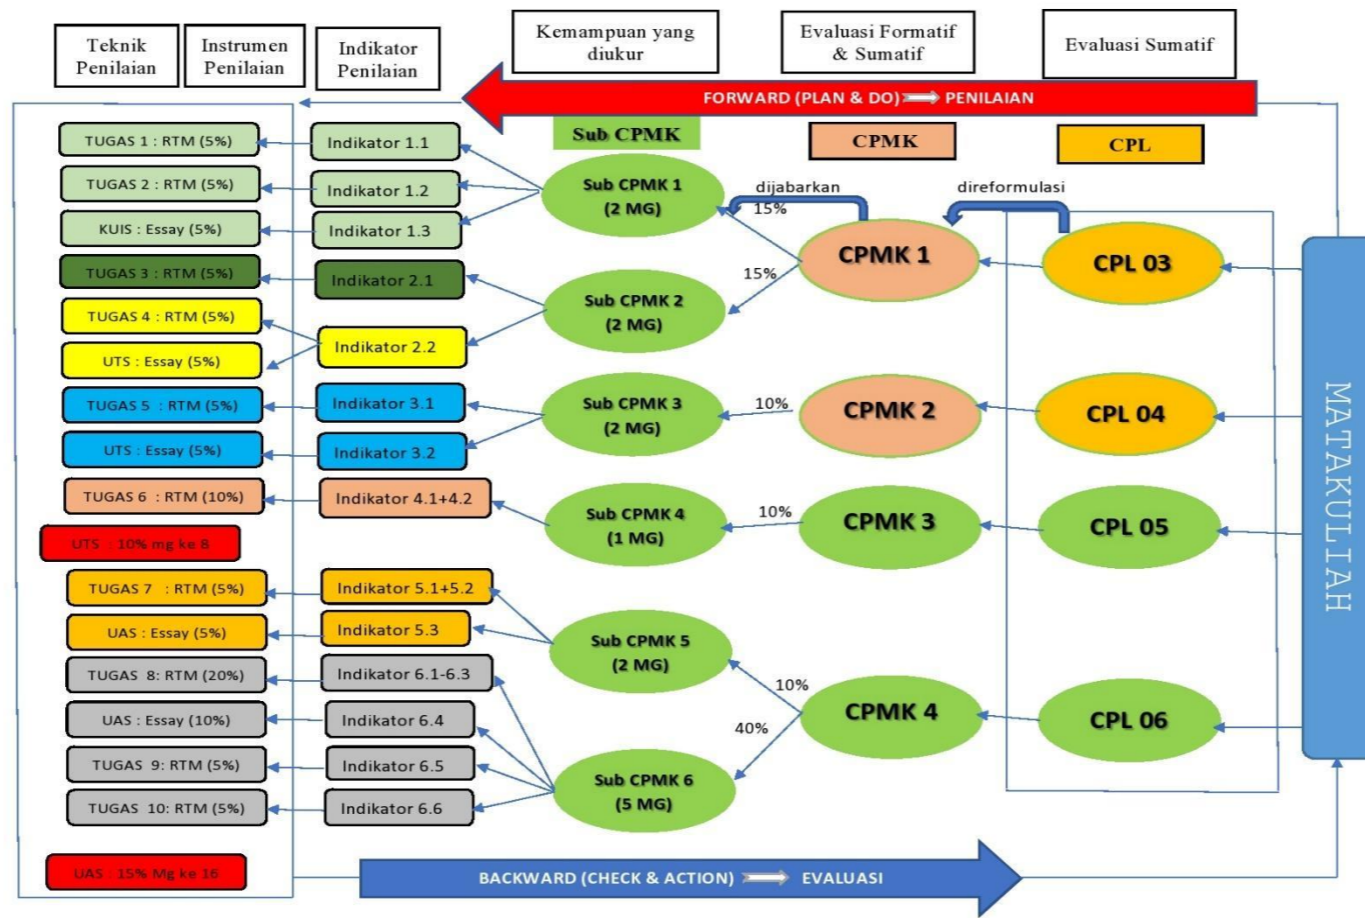 Teknik
Penilaian
Instrumen
Penilaian
Indikator
Penilaian
Kemampuan yang
diukur
Evaluasi Formatif
& Sumatif
Evaluasi Sumatif
FORWARD (PLAN & DO) PENILAIAN
Sub CPMK
CPMK
CPL
TUGAS 1 : RTM (5%)
TUGAS 2 : RTM (5%)
KUIS : Essay (5%)
TUGAS 3 : RTM (5%)
TUGAS 4 : RTM (5%)
UTS : Essay (5%)
TUGAS 5 : RTM (5%)
UTS : Essay (5%)
TUGAS 6 : RTM (10%)
UTS : 10% mg ke 8
TUGAS 7 : RTM (5%)
UAS : Essay (5%)
TUGAS 8: RTM (20%)
UAS : Essay (10%)
TUGAS 9: RTM (5%)
TUGAS 10: RTM (5%)
UAS : 15% Mg ke 16
Indikator 1.1
Indikator 1.2
Indikator 1.3
Indikator 2.1
Indikator 2.2
Indikator 3.1
Indikator 3.2
Indikator 4.1+4.2
Indikator 5.1+5.2
Indikator 5.3
Indikator 6.1-6.3
Indikator 6.4
Indikator 6.5
Indikator 6.6
Sub CPMK 1
(2 MG)
Sub CPMK 2
(2 MG)
Sub CPMK 3
(2 MG)
Sub CPMK 4
(1 MG)
Sub CPMK 5
(2 MG)
Sub CPMK 6
(5 MG)
dijabarkan
15%
15%
10%
10%
10%
40%
direformulasi
CPMK 1
CPMK 2
CPMK 3
CPMK 4
CPL 03
CPL 04
CPL 05
CPL 06
MATAKULIAH
BACKWARD (CHECK & ACTION) EVALUASI